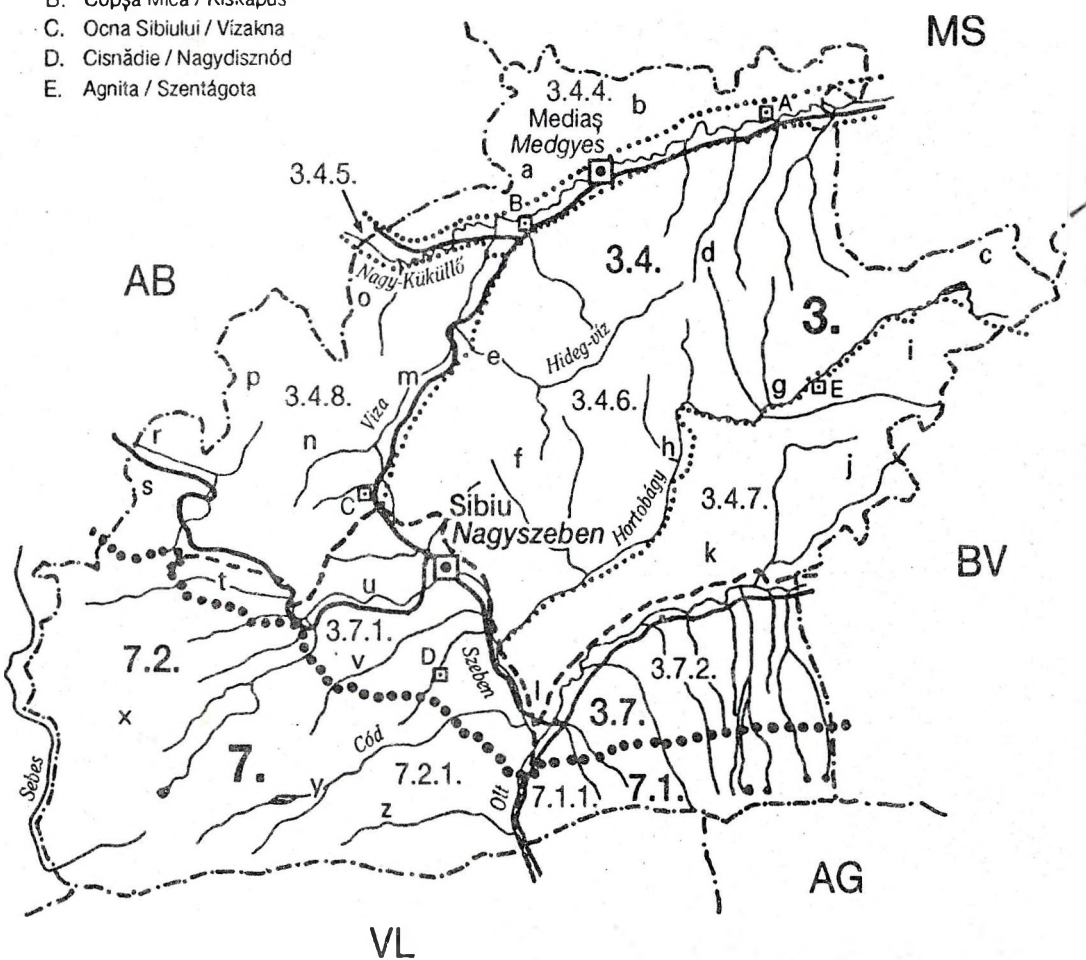 B. Copşa Mică / Kiskapus
C. Ocna Sibiului / Vízakna
D. Cisnădie / Nagydisznód
E. Agnita / Szentágota
MS
3.4.4.
b
A
Mediaş
Medgyes
a
3.4.5.
B
AB
Nagy-Küküllő
o
3.4.
d
c
3.
i
p
m
e
Hideg-víz
3.4.8.
Viza
3.4.6.
g
E
r
n
f
h
s
C
Sibiu
Nagyszeben
Hortobágy
3.4.7.
j
k
BV
t
u
3.7.1.
7.2.
v
D
Szeben
3.7.2.
l
3.7.
x
Cód
7.
y
7.2.1.
Sebes
z
Olt
7.1.1.
7.1.
AG
VL